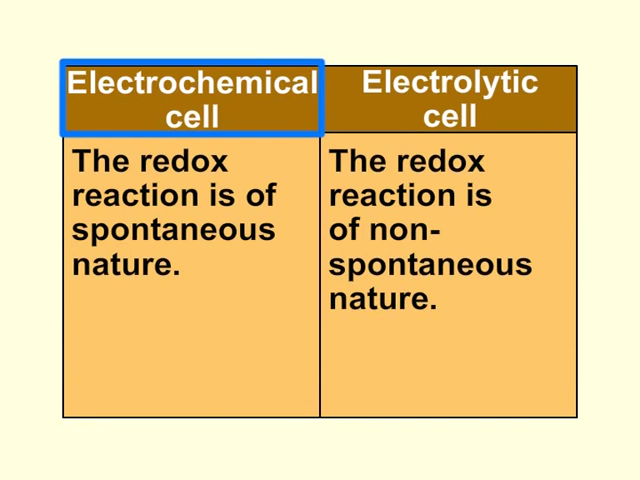 Electrochemical
cell
Electrolytic
cell
The redox
reaction is of
spontaneous
nature.
The redox
reaction is
of non-
spontaneous
nature.